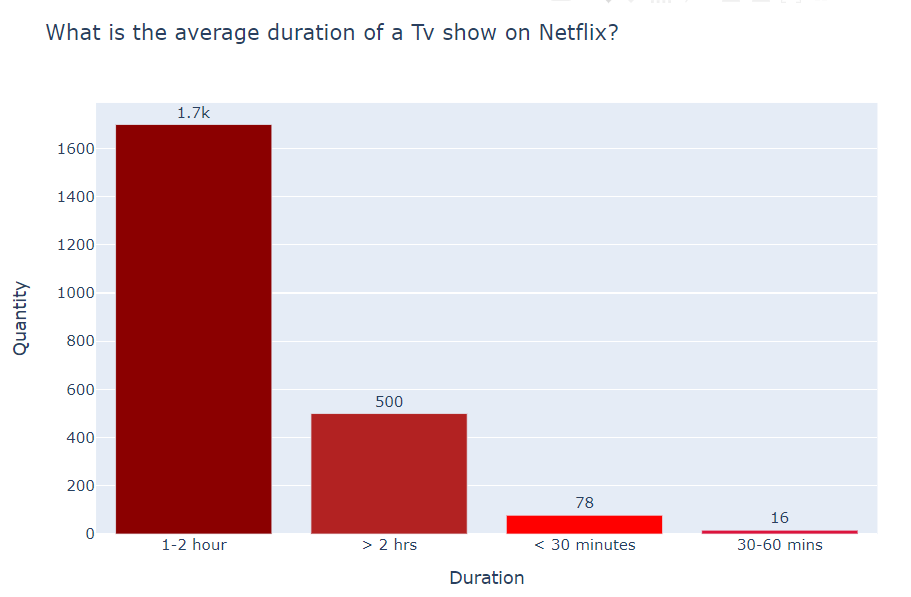 What is the average duration of a Tv show on Netflix?
1.7k
1600
1400
1200
1000
800
600
400
200
0
500
78
16
Quantity
1-2 hour
> 2 hrs
< 30 minutes
30-60 mins
Duration